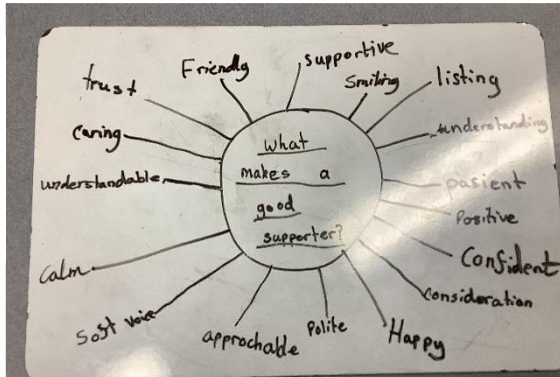 what
makes a
good
supporter?
supportive
Smiling
listing
understanding
pasient
Positive
Confident
consideration
Happy
Polite
approchable
Soft voice
Calm
understandable
Caring
trust
Friendly